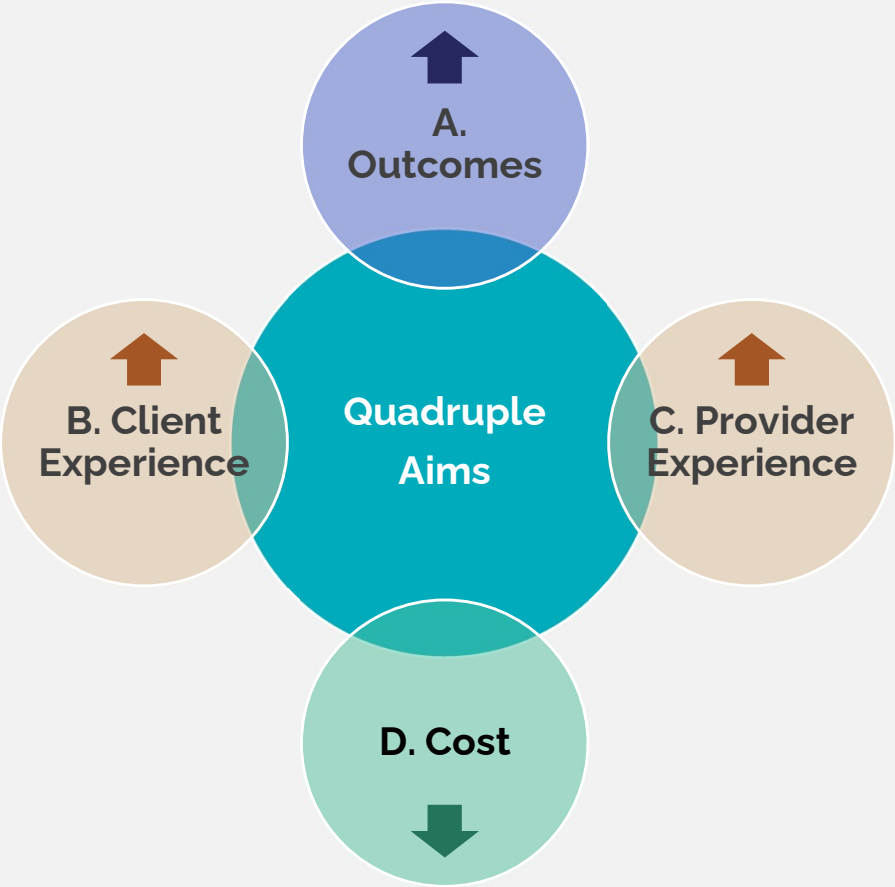 A.
Outcomes
B. Client
Experience
Quadruple
Aims
C. Provider
Experience
D. Cost